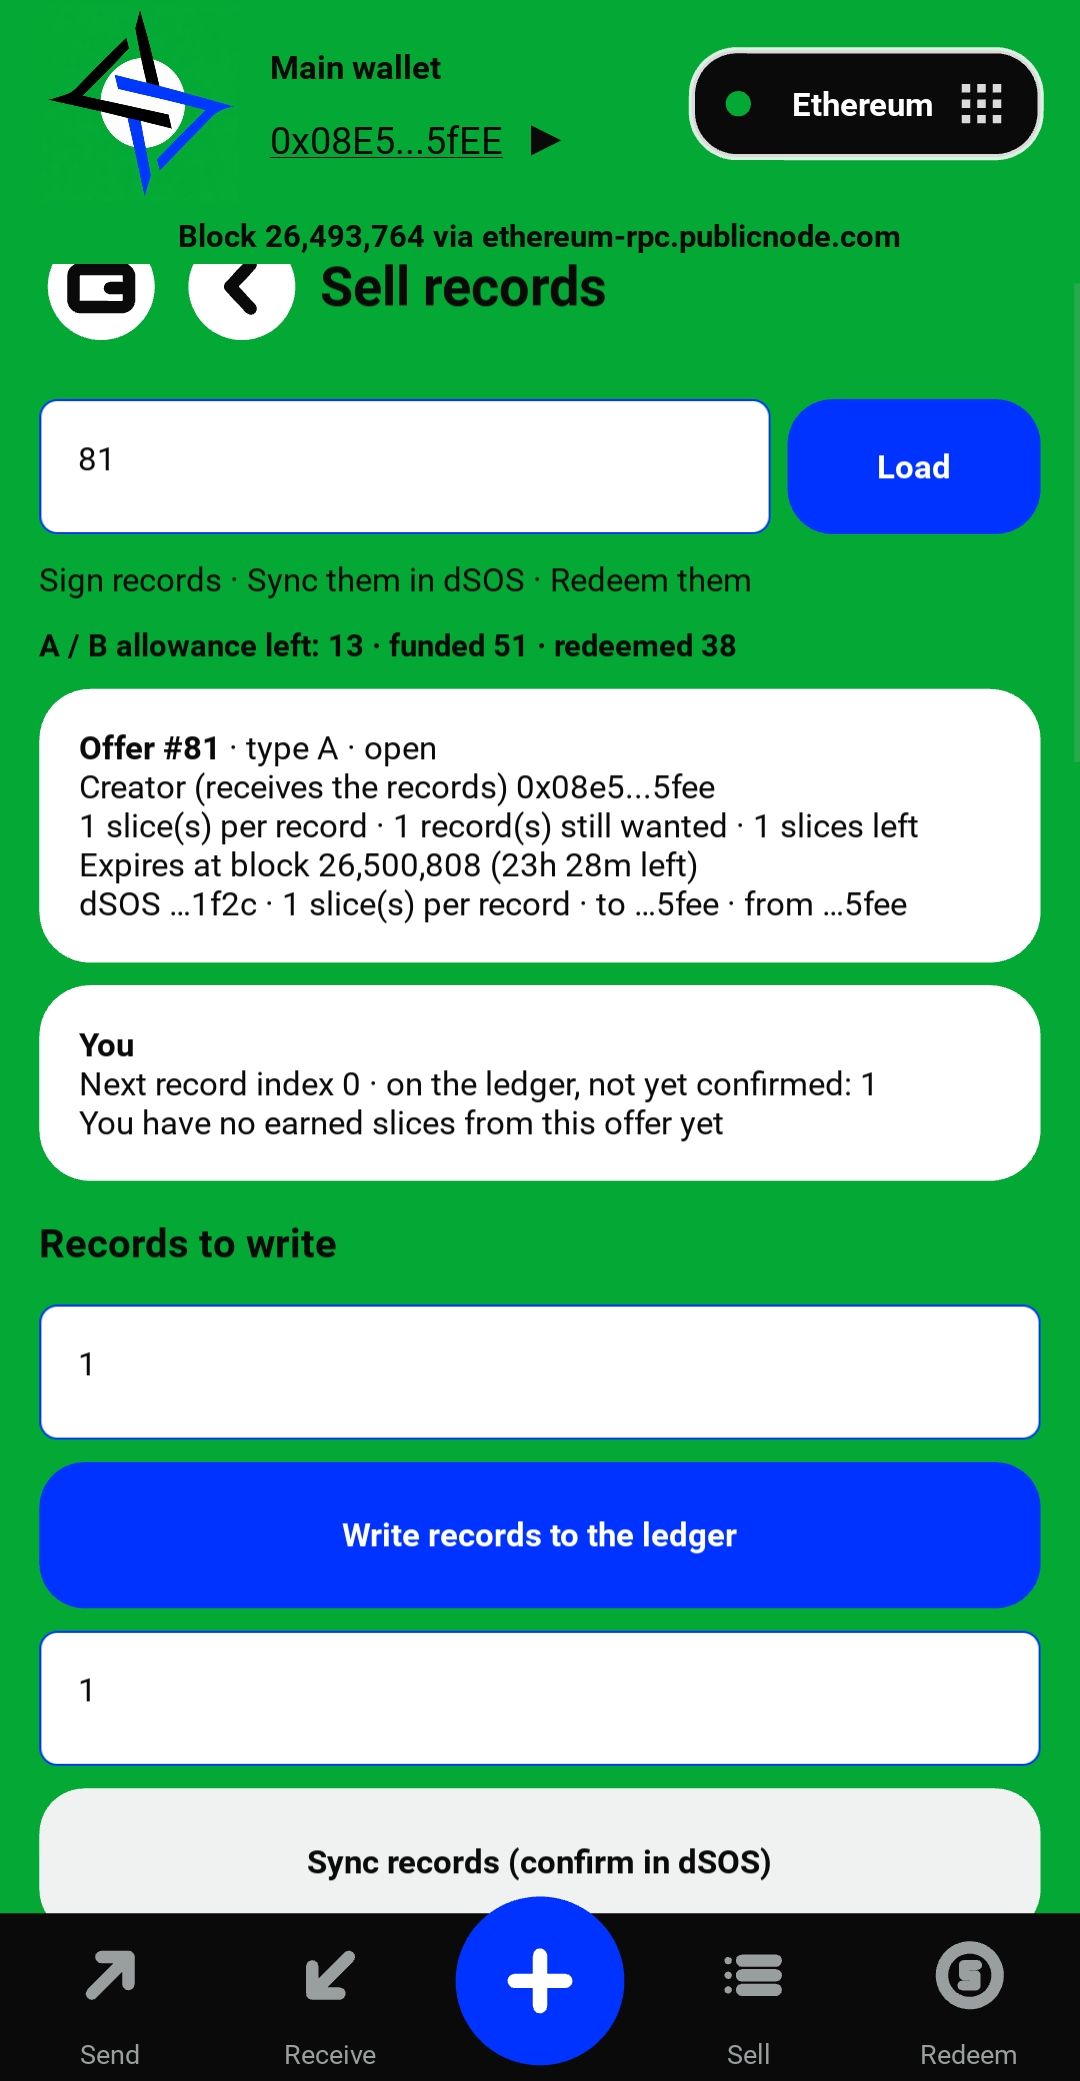 Main wallet
0x08E5...5fEE
Ethereum
Block 26,493,764 via ethereum-rpc.publicnode.com
Sell records
81
Load
Sign records · Sync them in dSOS · Redeem them
A / B allowance left: 13 · funded 51 · redeemed 38
Offer #81 · type A · open
Creator (receives the records) 0x08e5...5fee
1 slice(s) per record · 1 record(s) still wanted · 1 slices left
Expires at block 26,500,808 (23h 28m left)
dSOS …1f2c · 1 slice(s) per record · to …5fee · from …5fee
You
Next record index 0 · on the ledger, not yet confirmed: 1
You have no earned slices from this offer yet
Records to write
1
Write records to the ledger
1
Sync records (confirm in dSOS)
Send
Receive
Sell
Redeem